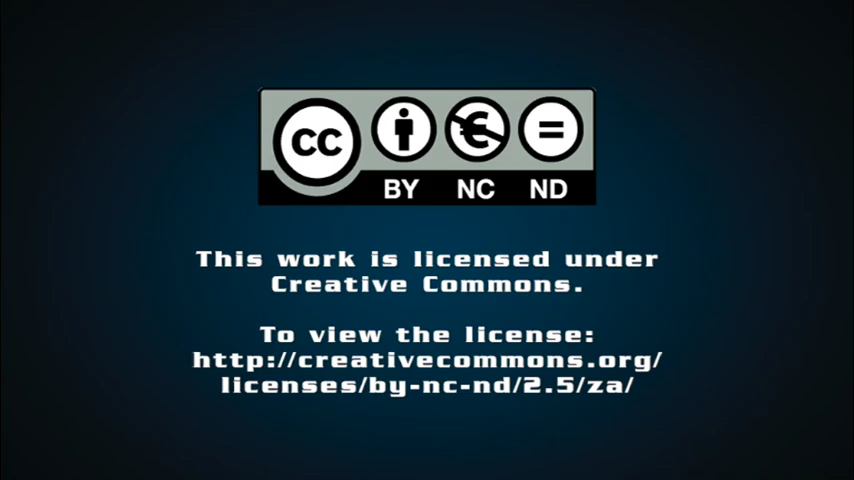 CC
BY NC ND
This work is licensed under
Creative Commons.
To view the license:
http://creativecommons.org/
licenses/by-nc-nd/2.5/za/